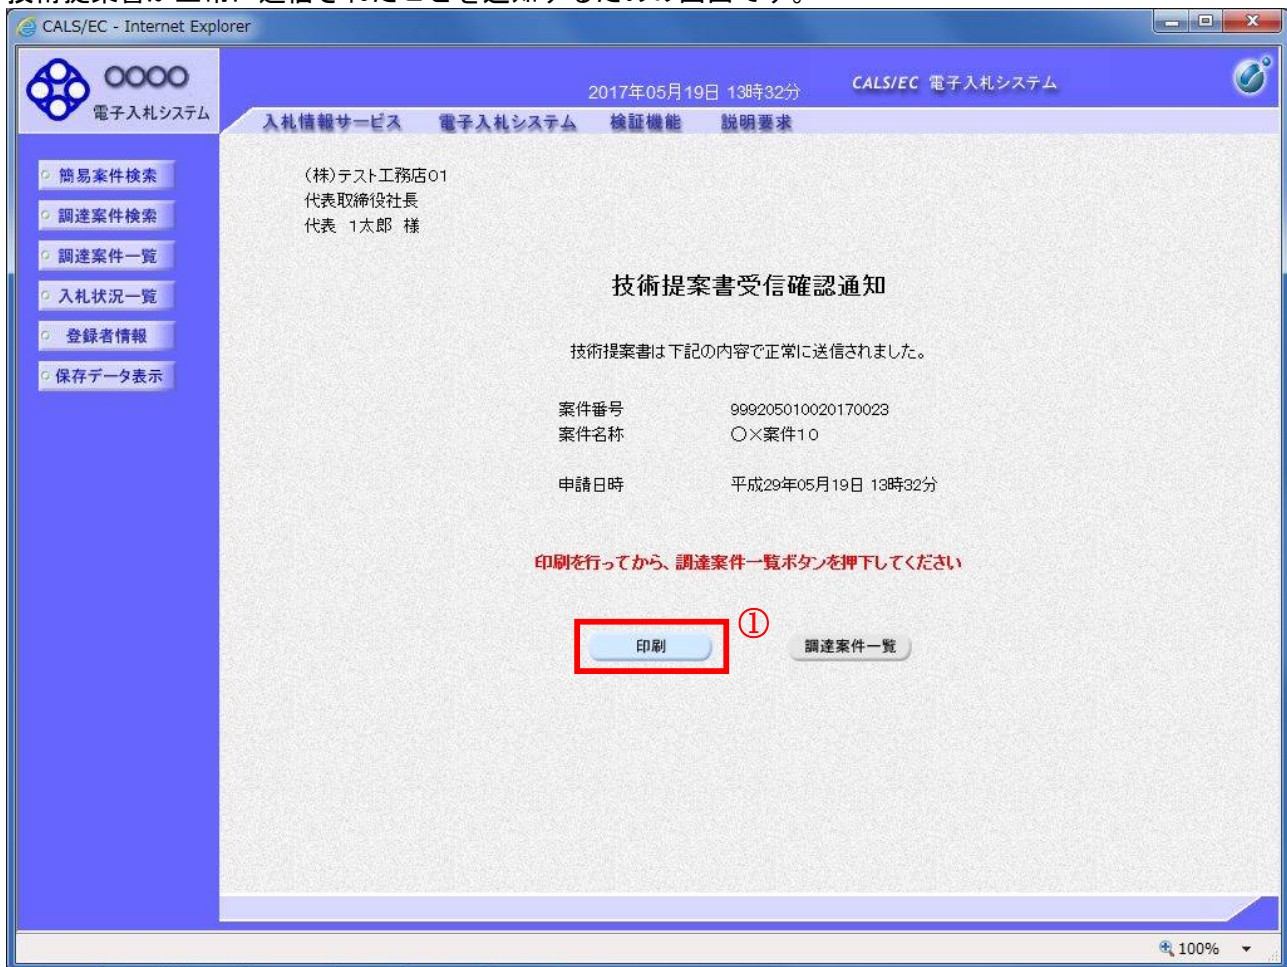 技術提案書が正常に送信されたことを通知するための画面です。
CALS/EC - Internet Explorer
〇〇〇〇
電子入札システム
2017年05月19日 13時32分
CALS/EC 電子入札システム
入札情報サービス 電子入札システム 検証機能 説明要求
簡易案件検索
調達案件検索
調達案件一覧
入札状況一覧
登録者情報
保存データ表示
(株)テスト工務店01
代表取締役社長
代表 1太郎 様
技術提案書受信確認通知
技術提案書は下記の内容で正常に送信されました。
案件番号 999205010020170023
案件名称 〇×案件10
申請日時 平成29年05月19日 13時32分
印刷を行ってから、調達案件一覧ボタンを押下してください
①
印刷 調達案件一覧
100%